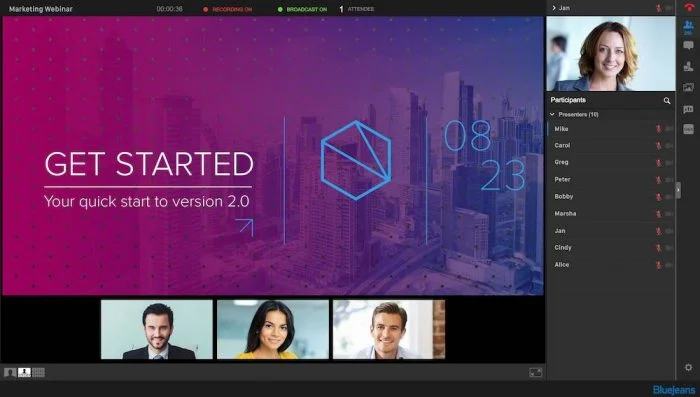 Marketing Webinar
00:00:36
RECORDING ON
BROADCAST ON
1 ATTENDEE
Jan
GET STARTED
Your quick start to version 2.0
08
23
Participants
Presenters (10)
Mike
Carol
Greg
Peter
Bobby
Marsha
Jan
Cindy
Alice
BlueJeans